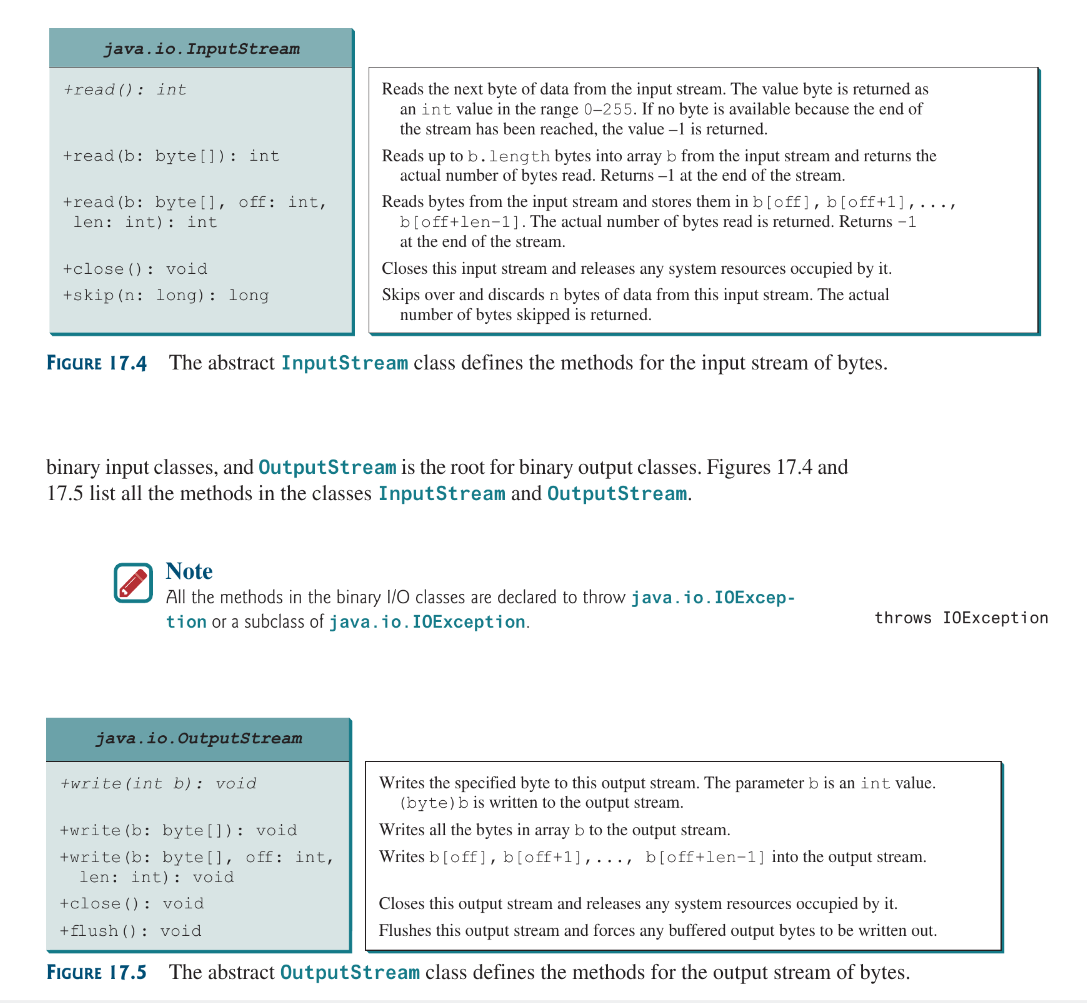 java.io.InputStream
+read(): int
Reads the next byte of data from the input stream. The value byte is returned as
an int value in the range 0–255. If no byte is available because the end of
the stream has been reached, the value –1 is returned.
+read(b: byte[]): int
Reads up to b.length bytes into array b from the input stream and returns the
actual number of bytes read. Returns –1 at the end of the stream.
+read(b: byte[], off: int,
len: int): int
Reads bytes from the input stream and stores them in b[off], b[off+1],...,
b[off+len-1]. The actual number of bytes read is returned. Returns -1
at the end of the stream.
+close(): void
Closes this input stream and releases any system resources occupied by it.
+skip(n: long): long
Skips over and discards n bytes of data from this input stream. The actual
number of bytes skipped is returned.
FIGURE 17.4 The abstract InputStream class defines the methods for the input stream of bytes.
binary input classes, and OutputStream is the root for binary output classes. Figures 17.4 and
17.5 list all the methods in the classes InputStream and OutputStream.
Note
All the methods in the binary I/O classes are declared to throw java.io.IOExcep-
tion or a subclass of java.io.IOException.
throws IOException
java.io.OutputStream
+write(int b): void
Writes the specified byte to this output stream. The parameter b is an int value.
(byte)b is written to the output stream.
+write(b: byte[]): void
Writes all the bytes in array b to the output stream.
+write(b: byte[], off: int,
len: int): void
Writes b[off], b[off+1],..., b[off+len-1] into the output stream.
+close(): void
Closes this output stream and releases any system resources occupied by it.
+flush(): void
Flushes this output stream and forces any buffered output bytes to be written out.
FIGURE 17.5 The abstract OutputStream class defines the methods for the output stream of bytes.